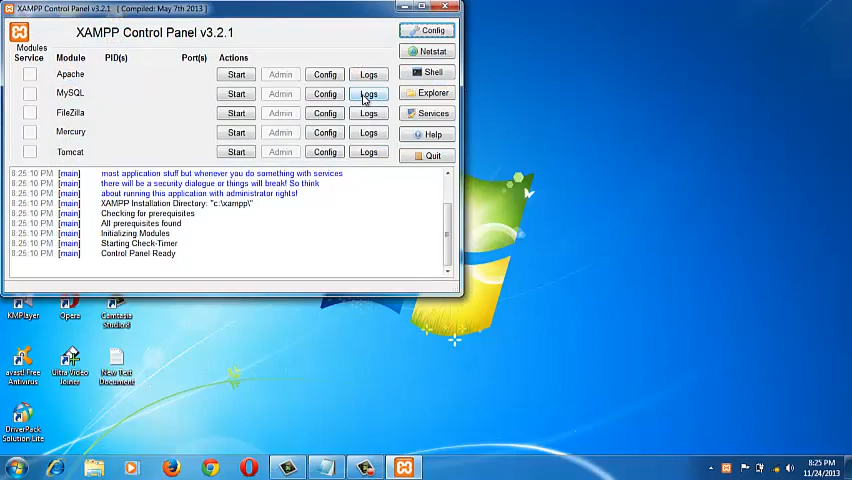 XAMPP Control Panel v3.2.1 [ Compiled: May 7th 2013 ]
XAMPP Control Panel v3.2.1
Config
Modules
Service Module PID(s) Port(s) Actions
Netstat
Apache Start Admin Config Logs
Shell
MySQL Start Admin Config Logs
Explorer
FileZilla Start Admin Config Logs
Services
Mercury Start Admin Config Logs
Help
Tomcat Start Admin Config Logs
Quit
8:25:10 PM [main] most application stuff but whenever you do something with services
8:25:10 PM [main] there will be a security dialogue or things will break! So think
8:25:10 PM [main] about running this application with administrator rights!
8:25:10 PM [main] XAMPP Installation Directory: "c:\xampp\"
8:25:10 PM [main] Checking for prerequisites
8:25:10 PM [main] All prerequisites found
8:25:10 PM [main] Initializing Modules
8:25:10 PM [main] Starting Check-Timer
8:25:10 PM [main] Control Panel Ready
KMPlayer
Opera
Camtasia
Studio 8
avast! Free
Antivirus
Ultra Video
Joiner
New Text
Document
DriverPack
Solution Lite
8:25 PM
11/24/2013